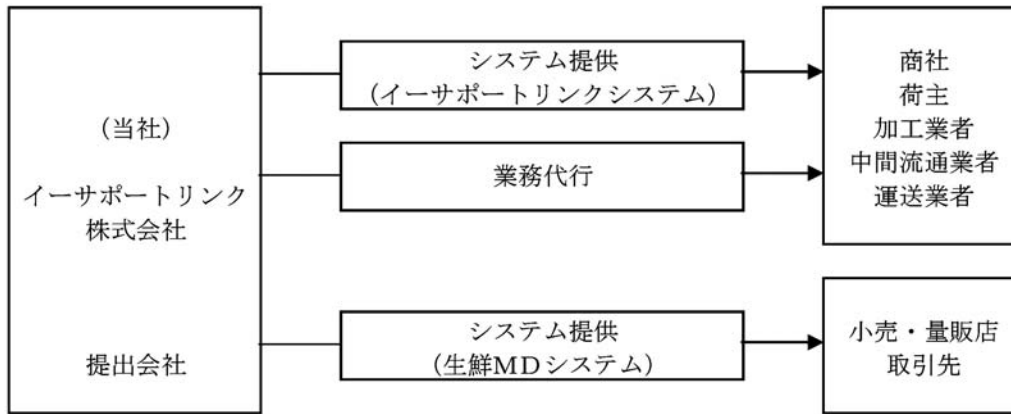 （当社）
イーサポートリンク
株式会社
提出会社
システム提供
（イーサポートリンクシステム）
業務代行
システム提供
（生鮮ＭＤシステム）
商社
荷主
加工業者
中間流通業者
運送業者
小売・量販店
取引先